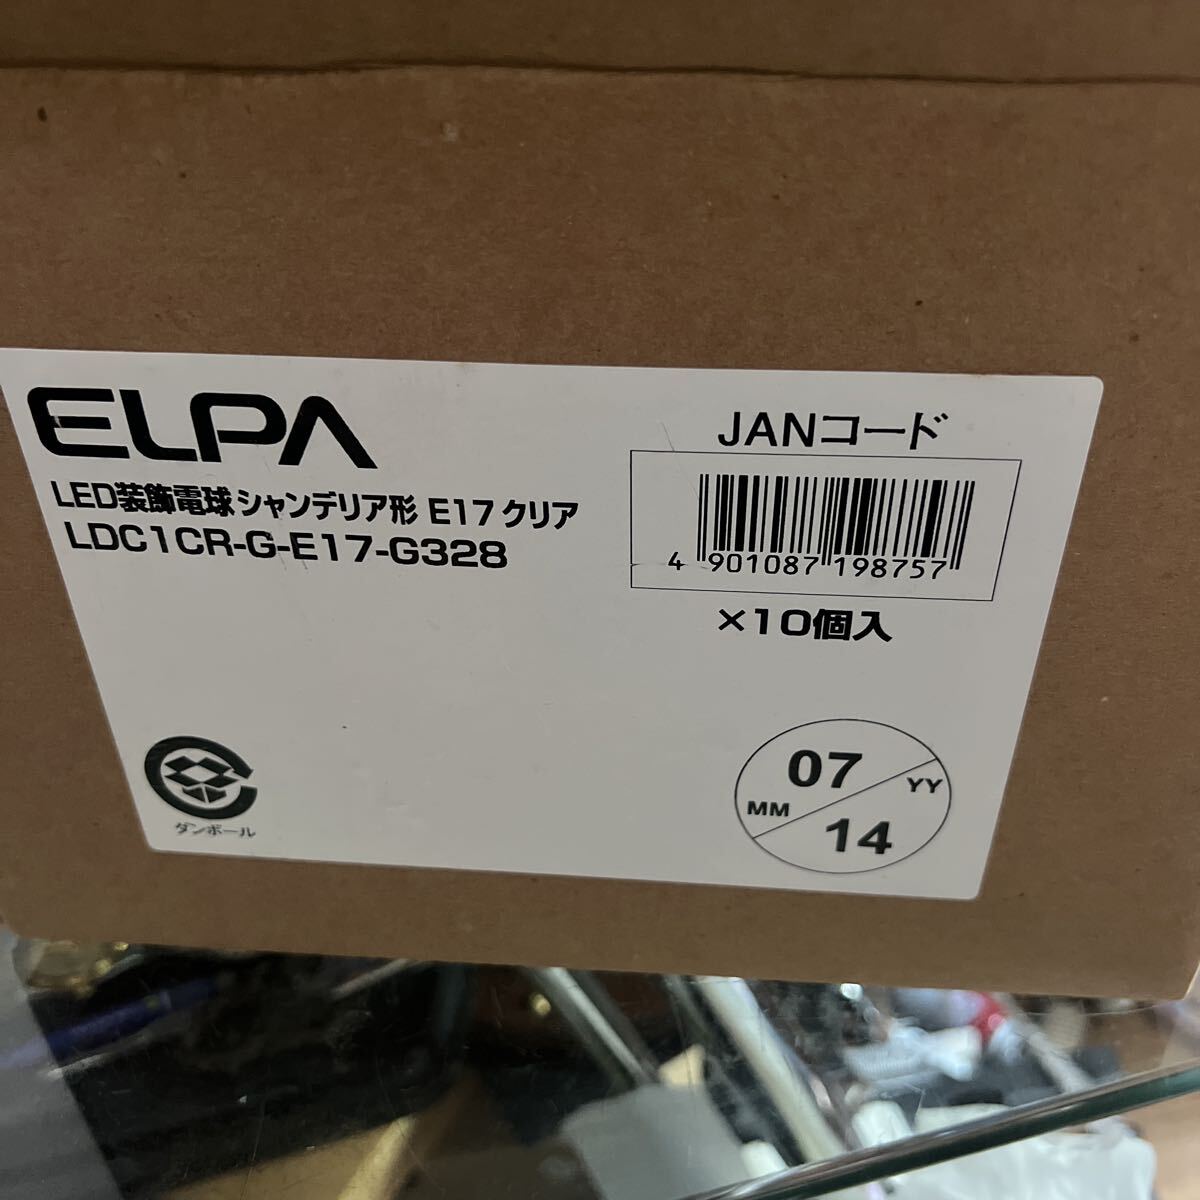 ELPA
LED装飾電球 シャンデリア形 E17 クリア
LDC1CR-G-E17-G328
JANコード
4 901087 198757
×10個入
07
MM
YY
14
ダンボール